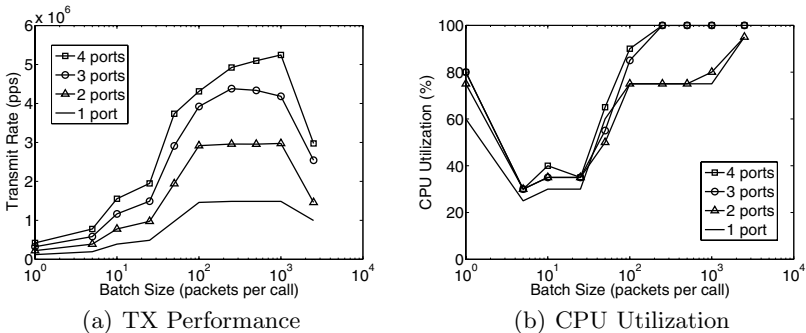 6
x 10^6
5
4
3
2
1
0
Transmit Rate (pps)
4 ports
3 ports
2 ports
1 port
10^0 10^1 10^2 10^3 10^4
Batch Size (packets per call)
(a) TX Performance
100
80
60
40
20
0
CPU Utilization (%)
4 ports
3 ports
2 ports
1 port
10^0 10^1 10^2 10^3 10^4
Batch Size (packets per call)
(b) CPU Utilization